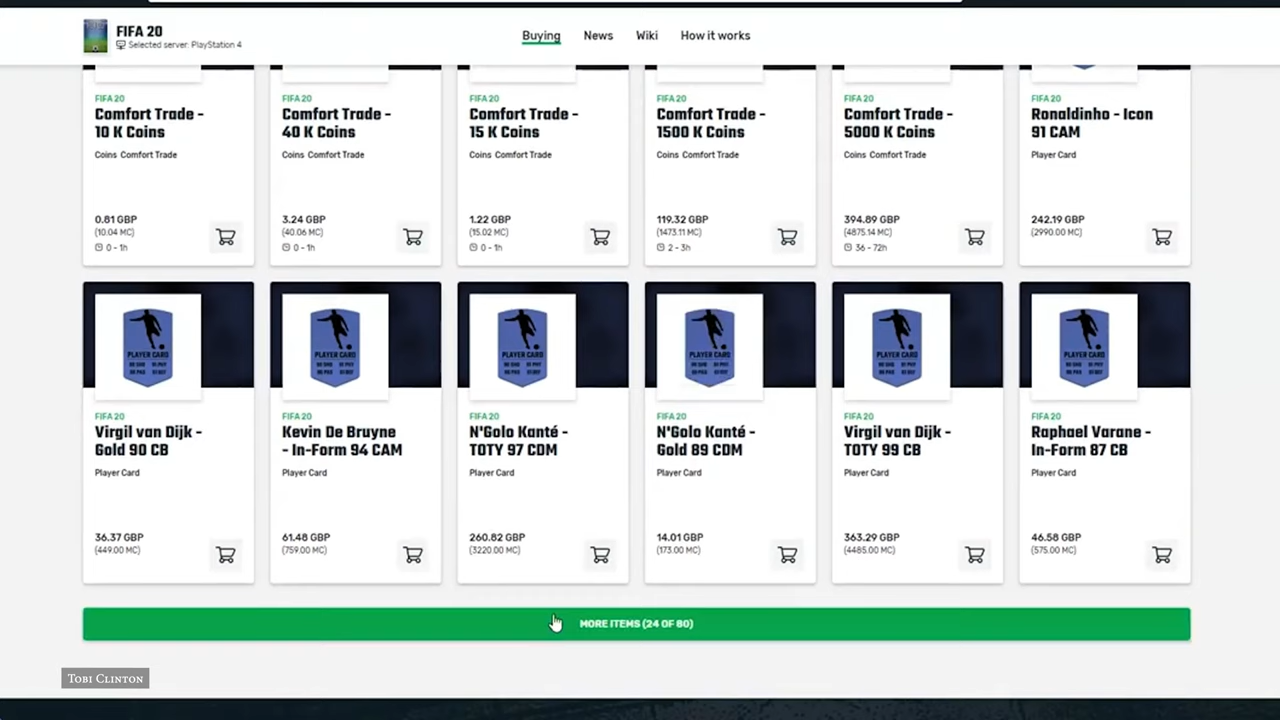 FIFA 20
Selected server: PlayStation 4
Buying News Wiki How it works
FIFA 20
Comfort Trade -
10 K Coins
Coins Comfort Trade
0.81 GBP
(10.04 MC)
0 - 1h
FIFA 20
Comfort Trade -
40 K Coins
Coins Comfort Trade
3.24 GBP
(40.06 MC)
0 - 1h
FIFA 20
Comfort Trade -
15 K Coins
Coins Comfort Trade
1.22 GBP
(15.02 MC)
0 - 1h
FIFA 20
Comfort Trade -
1500 K Coins
Coins Comfort Trade
119.32 GBP
(1473.11 MC)
2 - 3h
FIFA 20
Comfort Trade -
5000 K Coins
Coins Comfort Trade
394.89 GBP
(4875.14 MC)
36 - 72h
FIFA 20
Ronaldinho - Icon
91 CAM
Player Card
242.19 GBP
(2990.00 MC)
PLAYER CARD
FIFA 20
Virgil van Dijk -
Gold 90 CB
Player Card
36.37 GBP
(449.00 MC)
PLAYER CARD
FIFA 20
Kevin De Bruyne
- In-Form 94 CAM
Player Card
61.48 GBP
(759.00 MC)
PLAYER CARD
FIFA 20
N'Golo Kanté -
TOTY 97 CDM
Player Card
260.82 GBP
(3220.00 MC)
PLAYER CARD
FIFA 20
N'Golo Kanté -
Gold 89 CDM
Player Card
14.01 GBP
(173.00 MC)
PLAYER CARD
FIFA 20
Virgil van Dijk -
TOTY 99 CB
Player Card
363.29 GBP
(4485.00 MC)
PLAYER CARD
FIFA 20
Raphael Varane -
In-Form 87 CB
Player Card
46.58 GBP
(575.00 MC)
MORE ITEMS (24 OF 80)
TOBI CLINTON